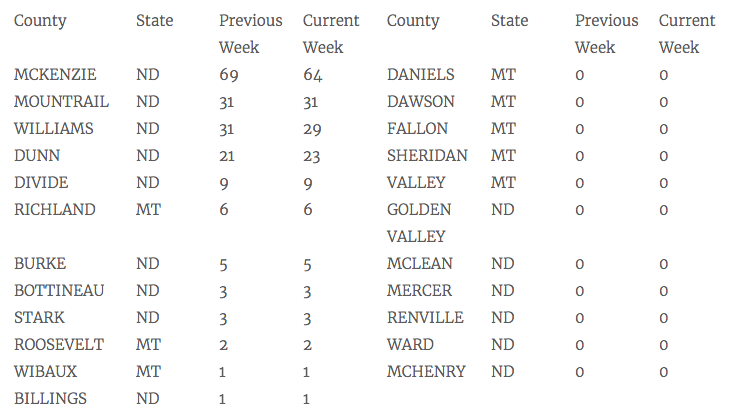 County State Previous Week Current Week County State Previous Week Current Week
MCKENZIE ND 69 64 DANIELS MT 0 0
MOUNTRAIL ND 31 31 DAWSON MT 0 0
WILLIAMS ND 31 29 FALLON MT 0 0
DUNN ND 21 23 SHERIDAN MT 0 0
DIVIDE ND 9 9 VALLEY MT 0 0
RICHLAND MT 6 6 GOLDEN VALLEY ND 0 0
BURKE ND 5 5 MCLEAN ND 0 0
BOTTINEAU ND 3 3 MERCER ND 0 0
STARK ND 3 3 RENVILLE ND 0 0
ROOSEVELT MT 2 2 WARD ND 0 0
WIBAUX MT 1 1 MCHENRY ND 0 0
BILLINGS ND 1 1